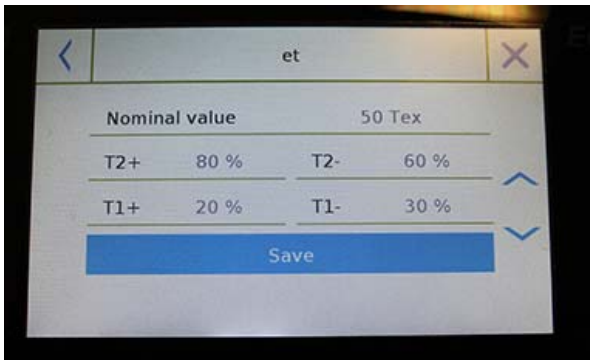 et
Nominal value 50 Tex
T2+ 80 % T2- 60 %
T1+ 20 % T1- 30 %
Save